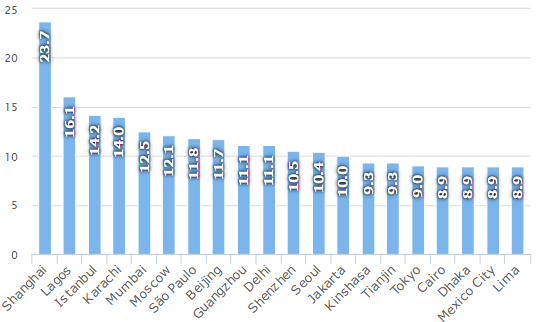 25
20
15
10
5
0
23.7
16.1
14.2
14.0
12.5
12.1
11.8
11.7
11.1
11.1
10.5
10.4
10.0
9.3
9.3
9.0
8.9
8.9
8.9
8.9
Shanghai
Lagos
Istanbul
Karachi
Mumbai
Moscow
São Paulo
Beijing
Guangzhou
Delhi
Shenzhen
Seoul
Jakarta
Kinshasa
Tianjin
Tokyo
Cairo
Dhaka
Mexico City
Lima